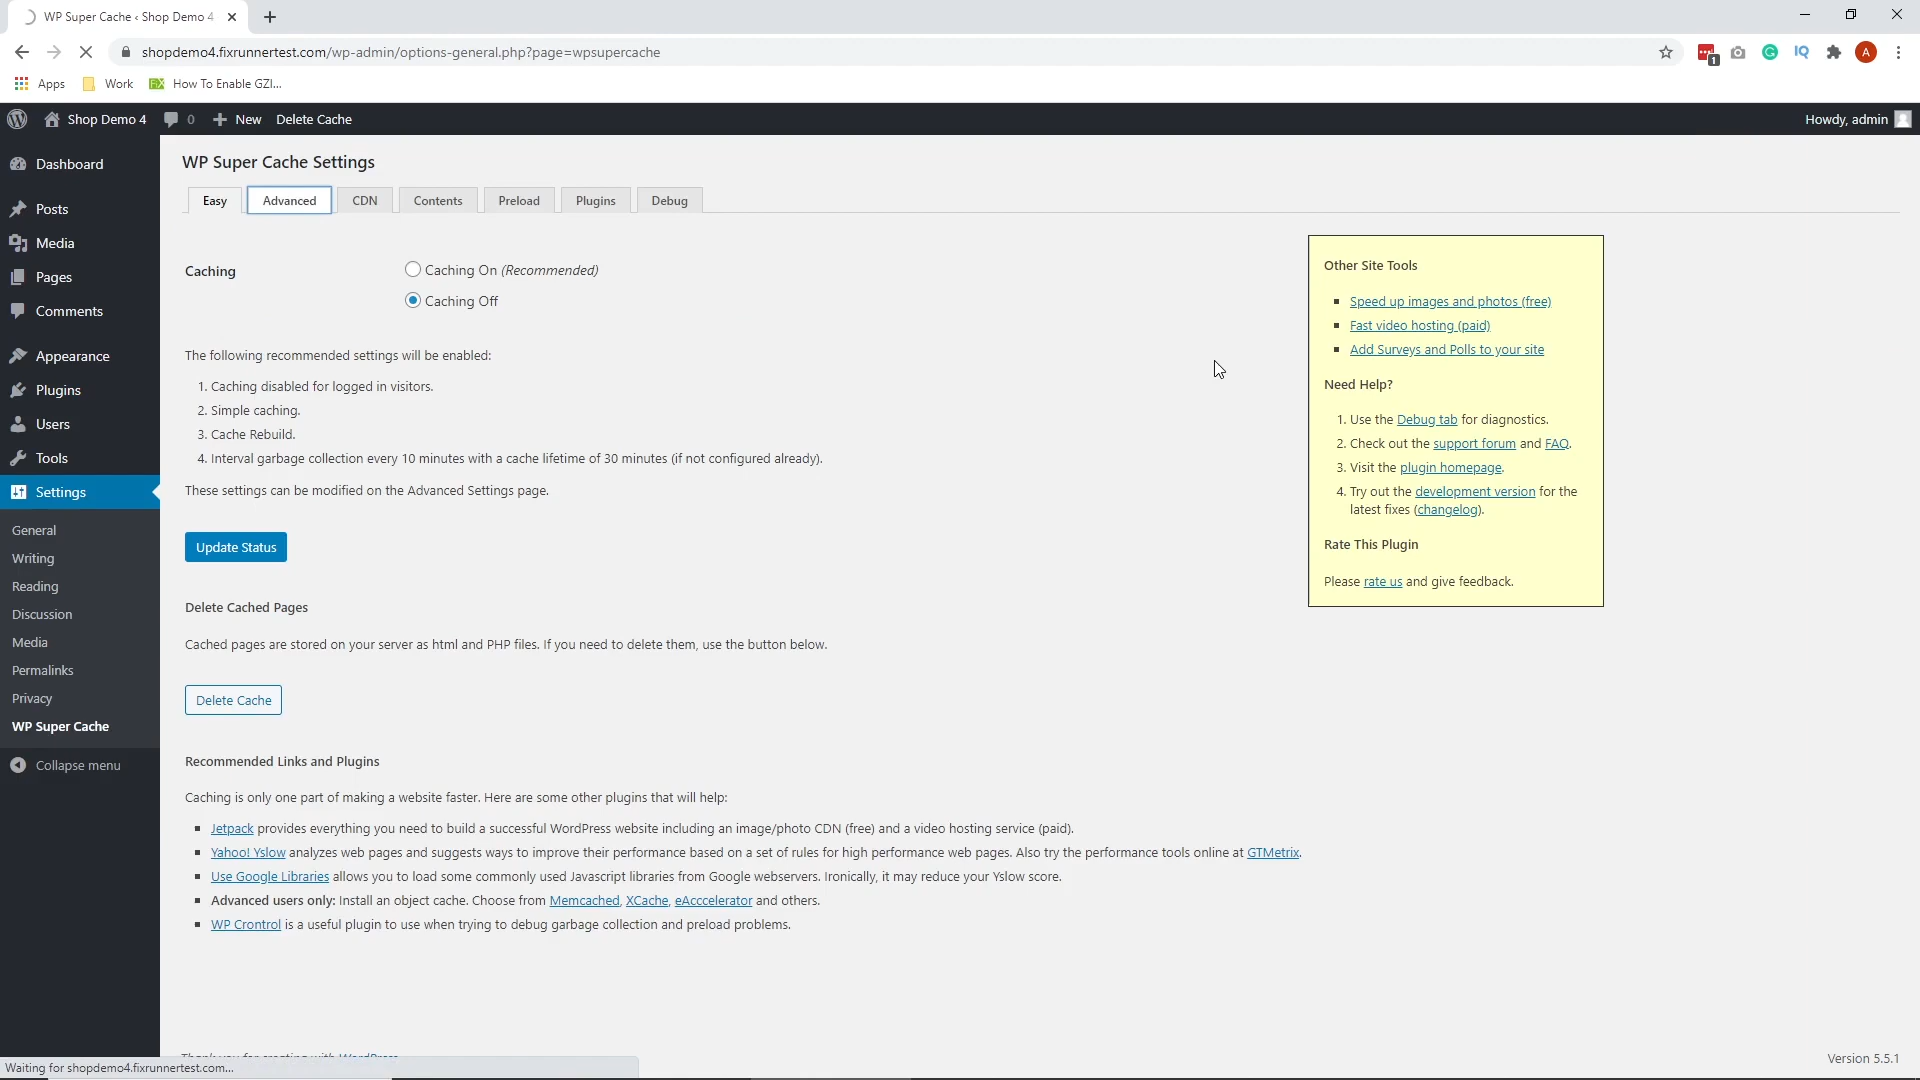 WP Super Cache ‹ Shop Demo 4
shopdemo4.fixrunnertest.com/wp-admin/options-general.php?page=wpsupercache
1
IQ
A
Apps
Work
FIX
How To Enable GZI...
Shop Demo 4
0
New
Delete Cache
Howdy, admin
Dashboard
Posts
Media
Pages
Comments
Appearance
Plugins
Users
Tools
Settings
General
Writing
Reading
Discussion
Media
Permalinks
Privacy
WP Super Cache
Collapse menu
WP Super Cache Settings
Easy
Advanced
CDN
Contents
Preload
Plugins
Debug
Caching
Caching On (Recommended)
Caching Off
The following recommended settings will be enabled:
1. Caching disabled for logged in visitors.
2. Simple caching.
3. Cache Rebuild.
4. Interval garbage collection every 10 minutes with a cache lifetime of 30 minutes (if not configured already).
These settings can be modified on the Advanced Settings page.
Update Status
Delete Cached Pages
Cached pages are stored on your server as html and PHP files. If you need to delete them, use the button below.
Delete Cache
Recommended Links and Plugins
Caching is only one part of making a website faster. Here are some other plugins that will help:
Jetpack provides everything you need to build a successful WordPress website including an image/photo CDN (free) and a video hosting service (paid).
Yahoo! Yslow analyzes web pages and suggests ways to improve their performance based on a set of rules for high performance web pages. Also try the performance tools online at GTMetrix.
Use Google Libraries allows you to load some commonly used Javascript libraries from Google webservers. Ironically, it may reduce your Yslow score.
Advanced users only: Install an object cache. Choose from Memcached, XCache, eAcccelerator and others.
WP Crontrol is a useful plugin to use when trying to debug garbage collection and preload problems.
Other Site Tools
Speed up images and photos (free)
Fast video hosting (paid)
Add Surveys and Polls to your site
Need Help?
1. Use the Debug tab for diagnostics.
2. Check out the support forum and FAQ.
3. Visit the plugin homepage.
4. Try out the development version for the
latest fixes (changelog).
Rate This Plugin
Please rate us and give feedback.
Thank you for creating with WordPress
Version 5.5.1
Waiting for shopdemo4.fixrunnertest.com...